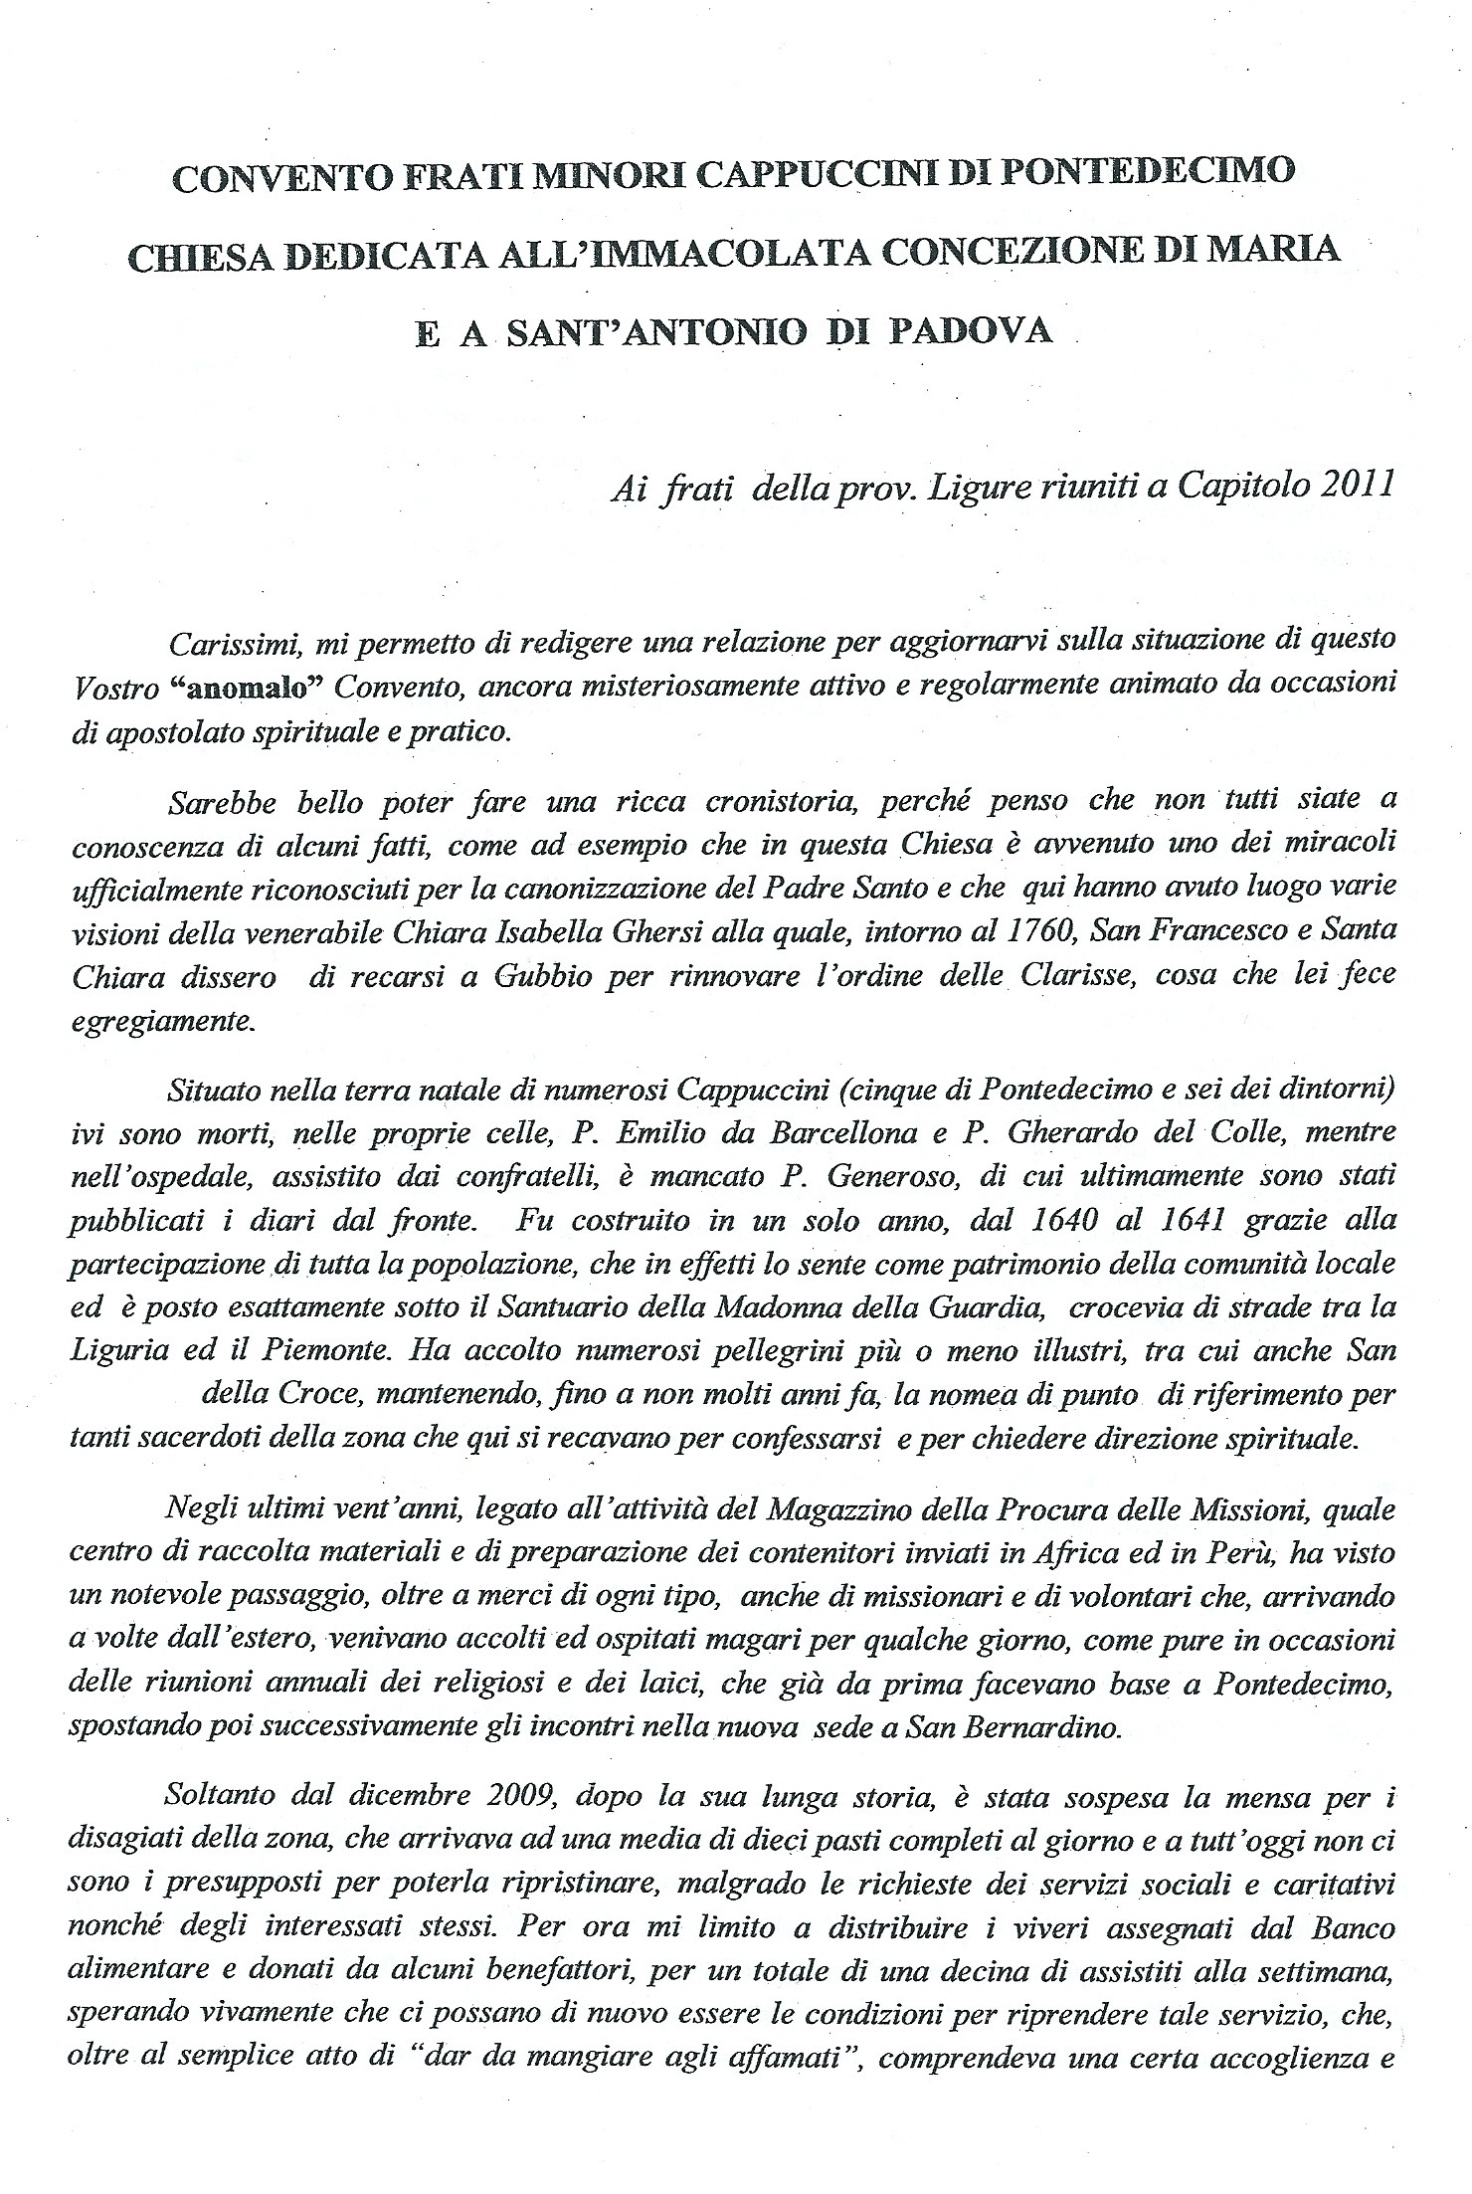 CONVENTO FRATI MINORI CAPPUCCINI DI PONTEDECIMO
CHIESA DEDICATA ALL'IMMACOLATA CONCEZIONE DI MARIA
E A SANT'ANTONIO DI PADOVA
Ai frati della prov. Ligure riuniti a Capitolo 2011
Carissimi, mi permetto di redigere una relazione per aggiornarvi sulla situazione di questo
Vostro “anomalo” Convento, ancora misteriosamente attivo e regolarmente animato da occasioni
di apostolato spirituale e pratico.
Sarebbe bello poter fare una ricca cronistoria, perché penso che non tutti siate a
conoscenza di alcuni fatti, come ad esempio che in questa Chiesa è avvenuto uno dei miracoli
ufficialmente riconosciuti per la canonizzazione del Padre Santo e che qui hanno avuto luogo varie
visioni della venerabile Chiara Isabella Ghersi alla quale, intorno al 1760, San Francesco e Santa
Chiara dissero di recarsi a Gubbio per rinnovare l'ordine delle Clarisse, cosa che lei fece
egregiamente.
Situato nella terra natale di numerosi Cappuccini (cinque di Pontedecimo e sei dei dintorni)
ivi sono morti, nelle proprie celle, P. Emilio da Barcellona e P. Gherardo del Colle, mentre
nell'ospedale, assistito dai confratelli, è mancato P. Generoso, di cui ultimamente sono stati
pubblicati i diari dal fronte. Fu costruito in un solo anno, dal 1640 al 1641 grazie alla
partecipazione di tutta la popolazione, che in effetti lo sente come patrimonio della comunità locale
ed è posto esattamente sotto il Santuario della Madonna della Guardia, crocevia di strade tra la
Liguria ed il Piemonte. Ha accolto numerosi pellegrini più o meno illustri, tra cui anche San
della Croce, mantenendo, fino a non molti anni fa, la nomea di punto di riferimento per
tanti sacerdoti della zona che qui si recavano per confessarsi e per chiedere direzione spirituale.
Negli ultimi vent'anni, legato all'attività del Magazzino della Procura delle Missioni, quale
centro di raccolta materiali e di preparazione dei contenitori inviati in Africa ed in Perù, ha visto
un notevole passaggio, oltre a merci di ogni tipo, anche di missionari e di volontari che, arrivando
a volte dall'estero, venivano accolti ed ospitati magari per qualche giorno, come pure in occasioni
delle riunioni annuali dei religiosi e dei laici, che già da prima facevano base a Pontedecimo,
spostando poi successivamente gli incontri nella nuova sede a San Bernardino.
Soltanto dal dicembre 2009, dopo la sua lunga storia, è stata sospesa la mensa per i
disagiati della zona, che arrivava ad una media di dieci pasti completi al giorno e a tutt'oggi non ci
sono i presupposti per poterla ripristinare, malgrado le richieste dei servizi sociali e caritativi
nonché degli interessati stessi. Per ora mi limito a distribuire i viveri assegnati dal Banco
alimentare e donati da alcuni benefattori, per un totale di una decina di assistiti alla settimana,
sperando vivamente che ci possano di nuovo essere le condizioni per riprendere tale servizio, che,
oltre al semplice atto di “dar da mangiare agli affamati”, comprendeva una certa accoglienza e